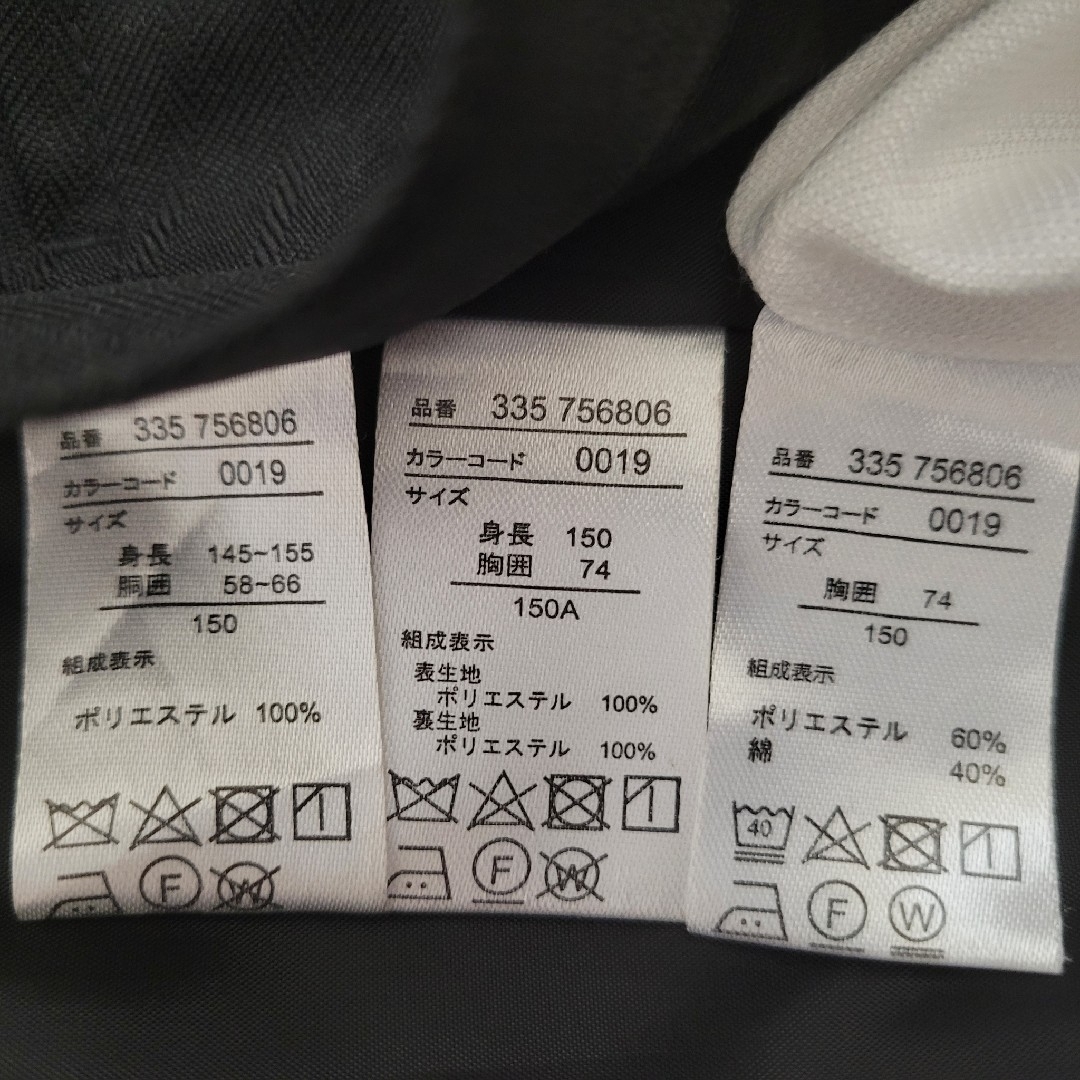 品番 335 756806
カラーコード 0019
サイズ
身長 145~155
胴囲 58~66
150
組成表示
ポリエステル 100%
F
W
品番 335 756806
カラーコード 0019
サイズ
身長 150
胸囲 74
150A
組成表示
表生地
ポリエステル 100%
裏生地
ポリエステル 100%
F
W
品番 335 756806
カラーコード 0019
サイズ
胸囲 74
150
組成表示
ポリエステル 60%
綿 40%
40
F
W